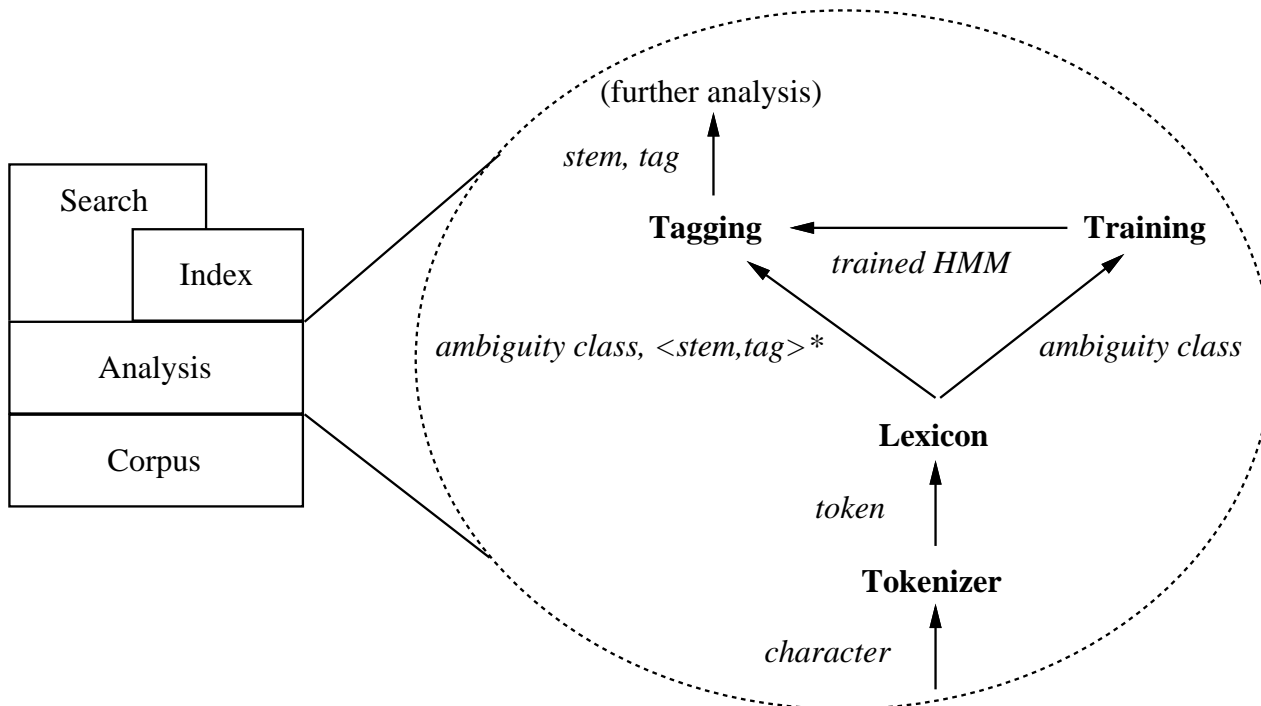 Search
Index
Analysis
Corpus
(further analysis)
stem, tag
Tagging
Training
trained HMM
ambiguity class, <stem,tag>*
ambiguity class
Lexicon
token
Tokenizer
character